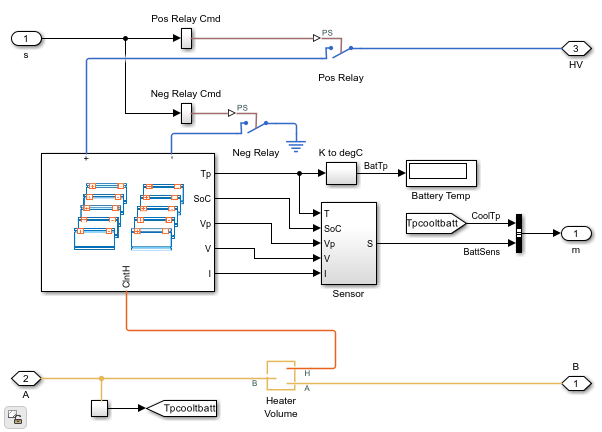 Pos Relay Cmd
1
s
PS
Pos Relay
3
HV
Neg Relay Cmd
PS
Neg Relay
K to degC
BatTp
Battery Temp
+
-
Tp
SoC
Vp
V
I
ClntH
T
SoC
Vp
V
I
S
Sensor
Tpcooltbatt
CoolTp
BattSens
1
m
2
A
B
H
A
Heater
Volume
B
1
Tpcooltbatt